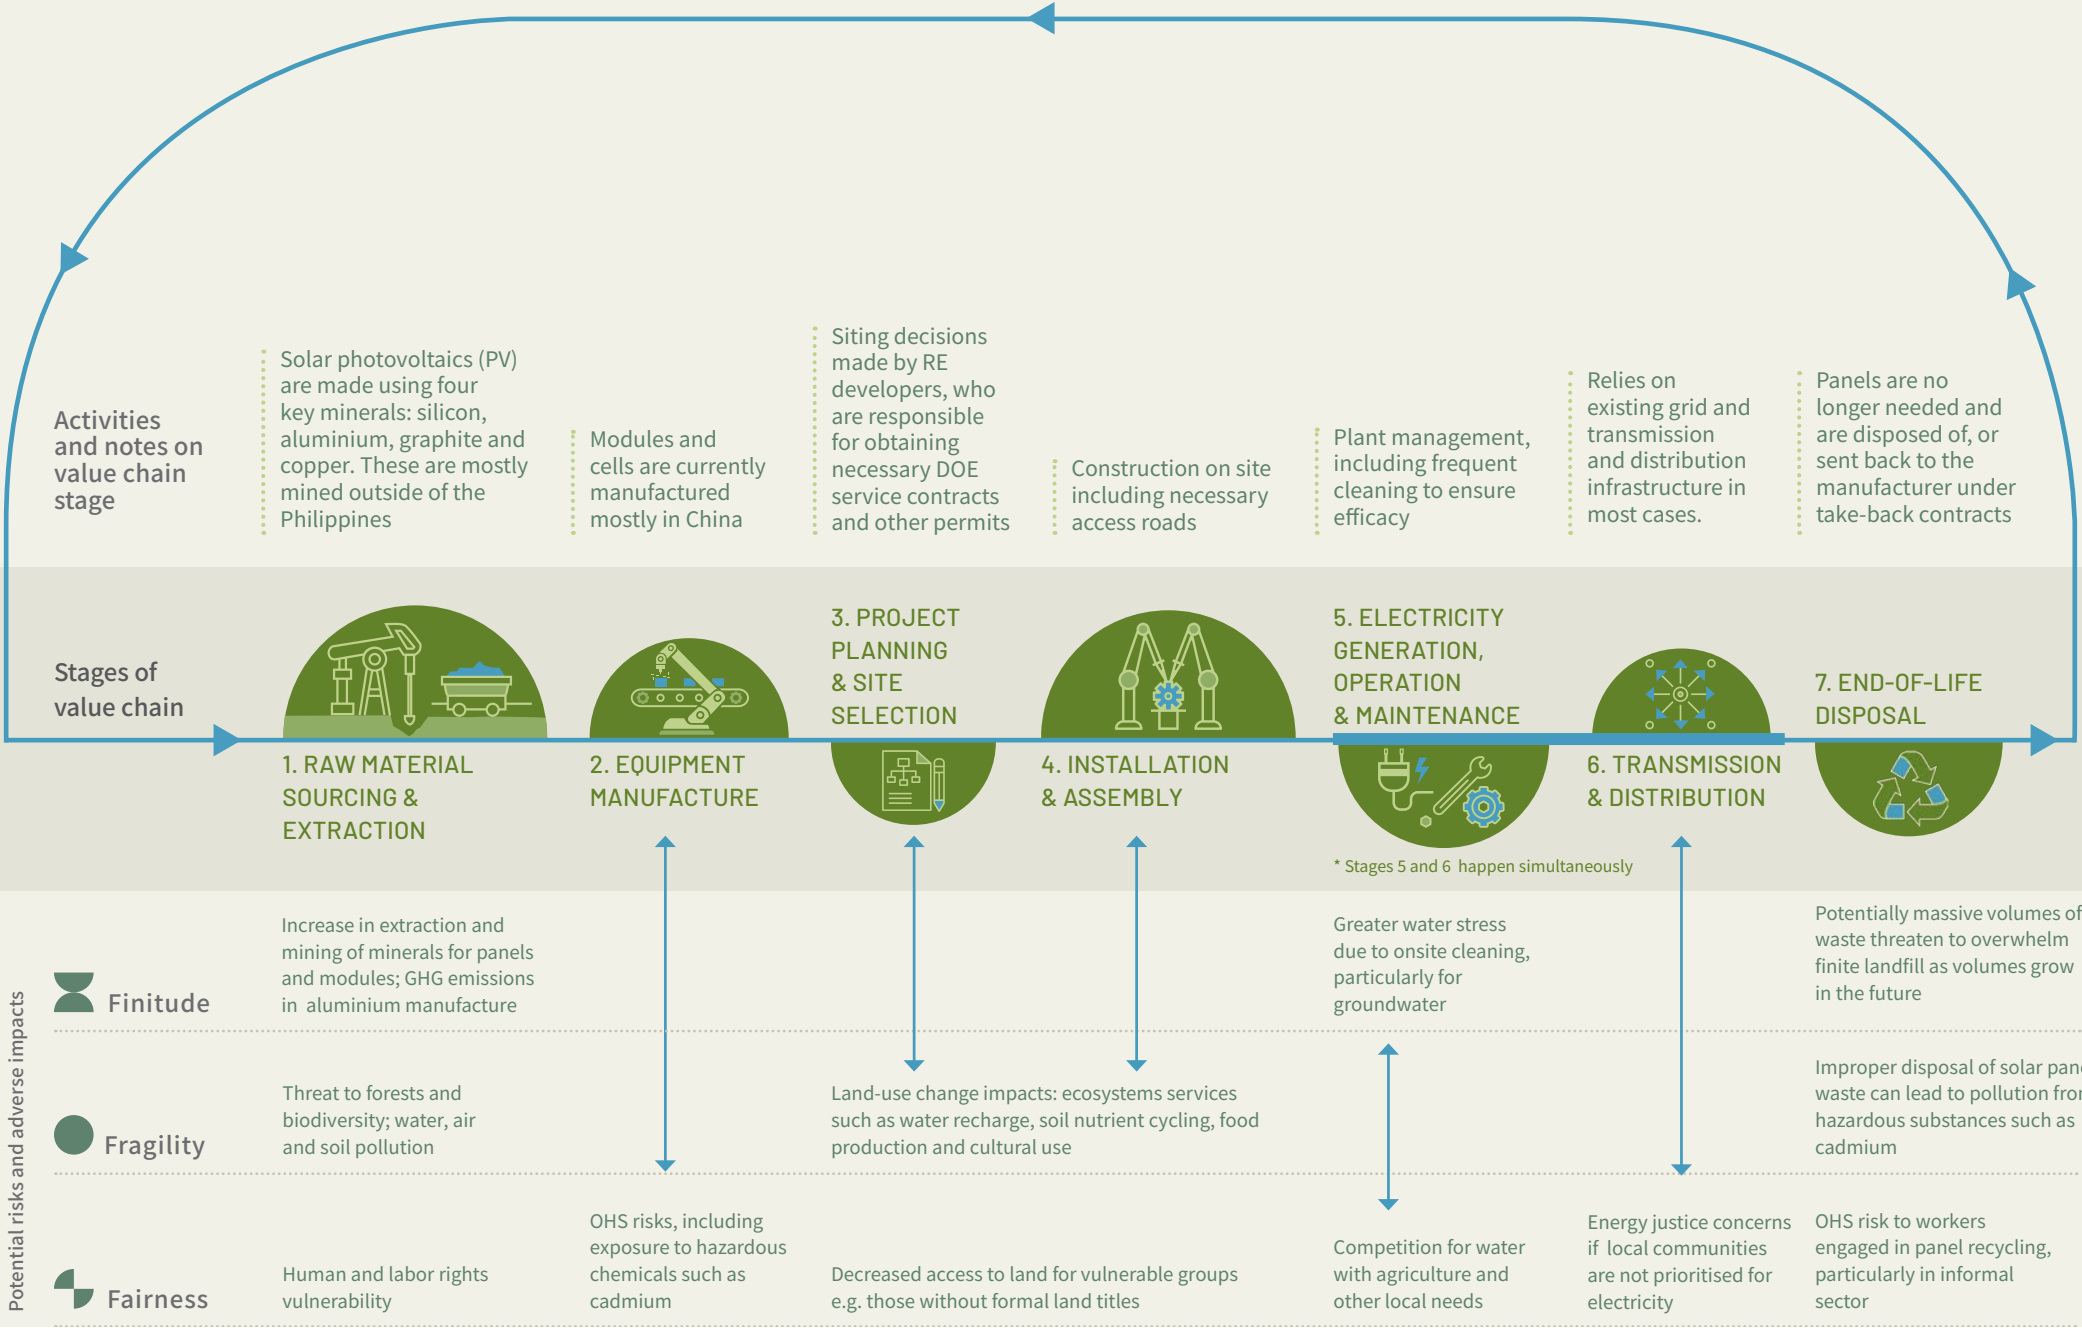 Activities
and notes on
value chain
stage
Solar photovoltaics (PV)
are made using four
key minerals: silicon,
aluminium, graphite and
copper. These are mostly
mined outside of the
Philippines
Modules and
cells are currently
manufactured
mostly in China
Siting decisions
made by RE
developers, who
are responsible
for obtaining
necessary DOE
service contracts
and other permits
Construction on site
including necessary
access roads
Plant management,
including frequent
cleaning to ensure
efficacy
Relies on
existing grid and
transmission
and distribution
infrastructure in
most cases.
Panels are no
longer needed and
are disposed of, or
sent back to the
manufacturer under
take-back contracts
Stages of
value chain
1. RAW MATERIAL
SOURCING &
EXTRACTION
2. EQUIPMENT
MANUFACTURE
3. PROJECT
PLANNING
& SITE
SELECTION
4. INSTALLATION
& ASSEMBLY
5. ELECTRICITY
GENERATION,
OPERATION
& MAINTENANCE
6. TRANSMISSION
& DISTRIBUTION
7. END-OF-LIFE
DISPOSAL
* Stages 5 and 6 happen simultaneously
Potential risks and adverse impacts
Finitude
Increase in extraction and
mining of minerals for panels
and modules; GHG emissions
in aluminium manufacture
Greater water stress
due to onsite cleaning,
particularly for
groundwater
Potentially massive volumes of
waste threaten to overwhelm
finite landfill as volumes grow
in the future
Fragility
Threat to forests and
biodiversity; water, air
and soil pollution
Land-use change impacts: ecosystems services
such as water recharge, soil nutrient cycling, food
production and cultural use
Improper disposal of solar
waste can lead to pollution
hazardous substances such as
cadmium
Fairness
Human and labor rights
vulnerability
OHS risks, including
exposure to hazardous
chemicals such as
cadmium
Decreased access to land for vulnerable groups
e.g. those without formal land titles
Competition for water
with agriculture and
other local needs
Energy justice concerns
if local communities
are not prioritised for
electricity
OHS risk to workers
engaged in panel recycling,
particularly in informal
sector